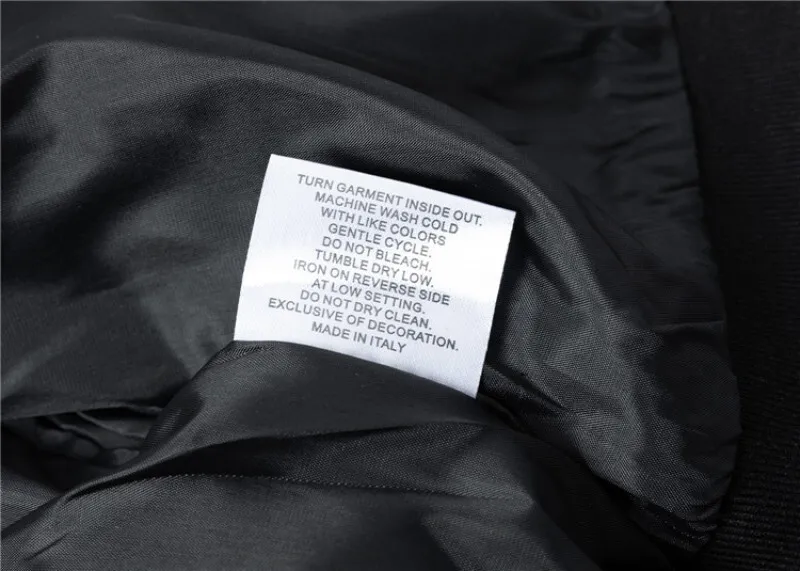 TURN GARMENT INSIDE OUT.
MACHINE WASH COLD
WITH LIKE COLORS
GENTLE CYCLE.
DO NOT BLEACH.
TUMBLE DRY LOW.
IRON ON REVERSE SIDE
AT LOW SETTING.
DO NOT DRY CLEAN.
EXCLUSIVE OF DECORATION.
MADE IN ITALY